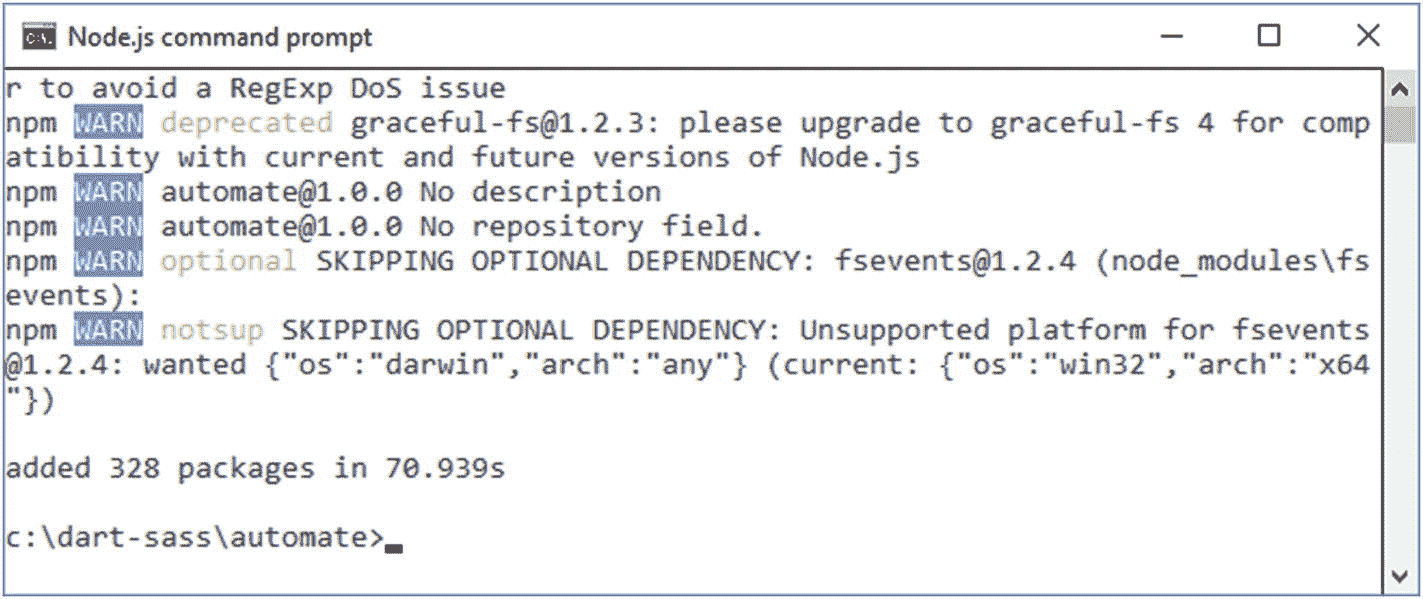 Node.js command prompt
r to avoid a RegExp DoS issue
npm WARN deprecated graceful-fs@1.2.3: please upgrade to graceful-fs 4 for comp
atibility with current and future versions of Node.js
npm WARN automate@1.0.0 No description
npm WARN automate@1.0.0 No repository field.
npm WARN optional SKIPPING OPTIONAL DEPENDENCY: fsevents@1.2.4 (node_modules\fs
events):
npm WARN notsup SKIPPING OPTIONAL DEPENDENCY: Unsupported platform for fsevents
@1.2.4: wanted {"os":"darwin","arch":"any"} (current: {"os":"win32","arch":"x64
"})
added 328 packages in 70.939s
c:\dart-sass\automate>